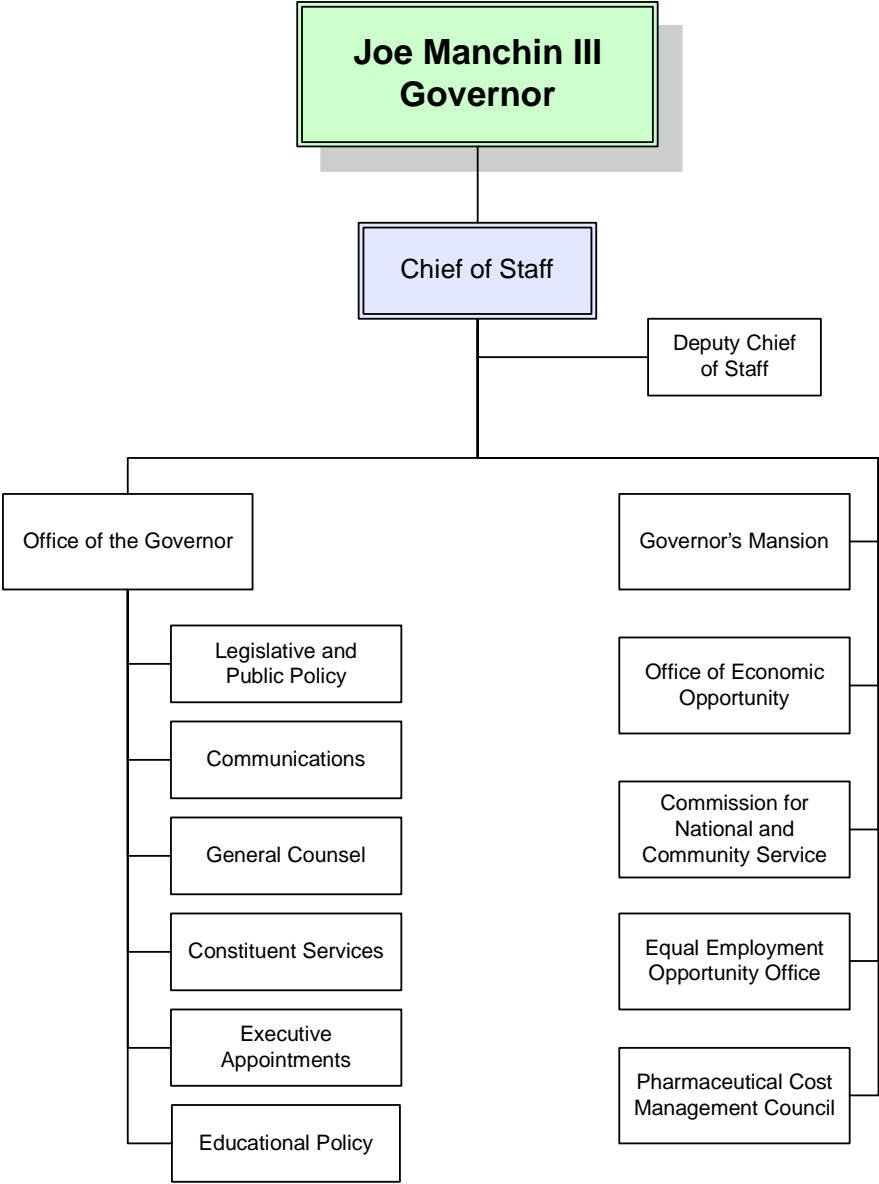 Joe Manchin III
Governor
Chief of Staff
Deputy Chief
of Staff
Office of the Governor
Legislative and
Public Policy
Communications
General Counsel
Constituent Services
Executive
Appointments
Educational Policy
Governor’s Mansion
Office of Economic
Opportunity
Commission for
National and
Community Service
Equal Employment
Opportunity Office
Pharmaceutical Cost
Management Council